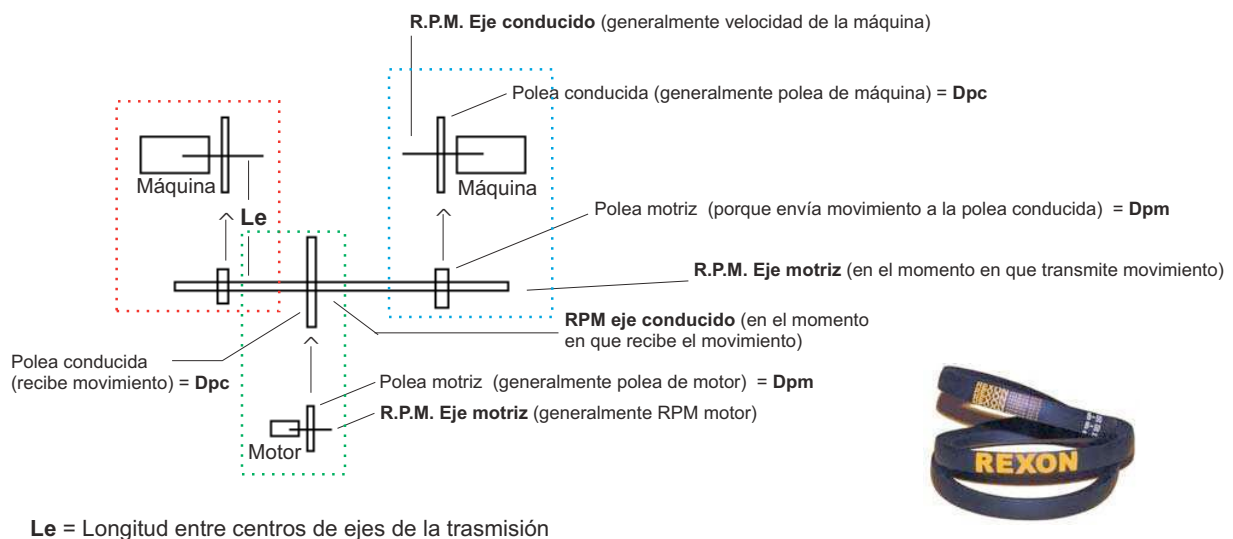 R.P.M. Eje conducido (generalmente velocidad de la máquina)
Polea conducida (generalmente polea de máquina) = Dpc
Máquina
Máquina
Le
Polea motriz (porque envía movimiento a la polea conducida) = Dpm
R.P.M. Eje motriz (en el momento en que transmite movimiento)
RPM eje conducido (en el momento
en que recibe el movimiento)
Polea conducida
(recibe movimiento) = Dpc
Polea motriz (generalmente polea de motor) = Dpm
R.P.M. Eje motriz (generalmente RPM motor)
Motor
REXON
REXON
REXON
REXON
Le = Longitud entre centros de ejes de la trasmisión